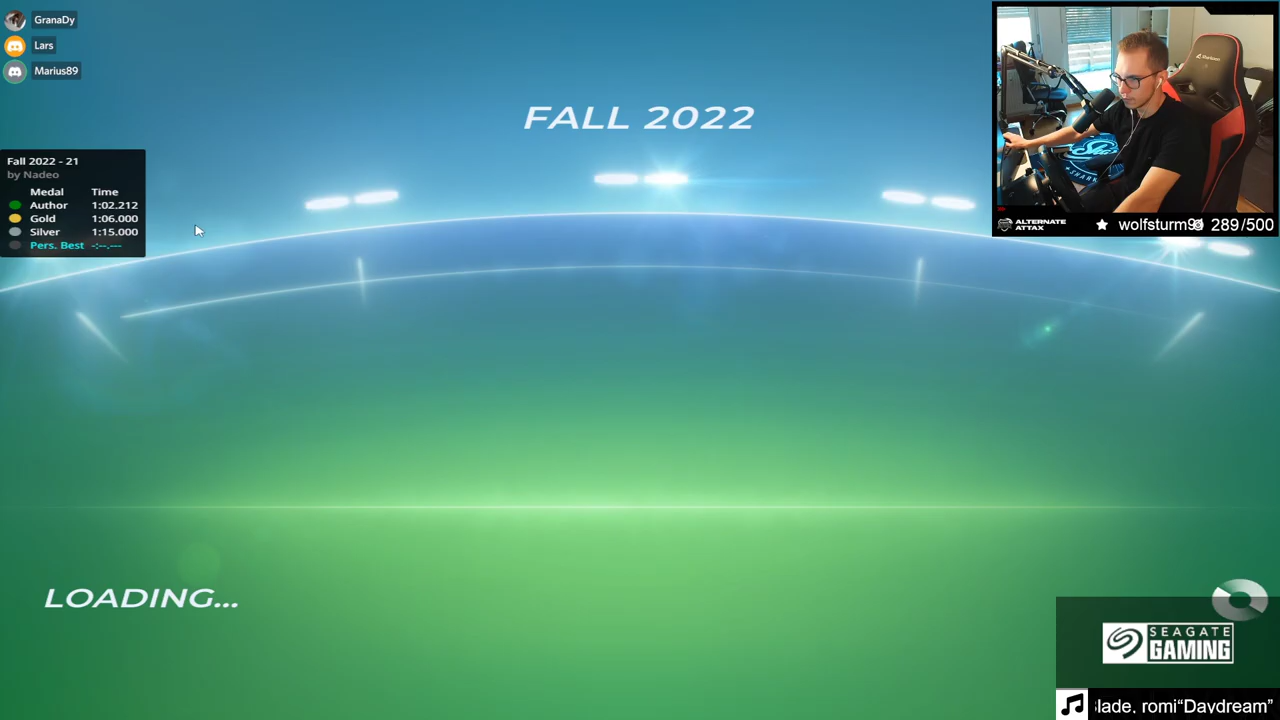 GranaDy
Lars
Marius89
FALL 2022
Fall 2022 - 21
by Nadeo
Medal Time
Author 1:02.212
Gold 1:06.000
Silver 1:15.000
Pers. Best -:--.---
ALTERNATE
ATTAX
289/500
LOADING...
SEAGATE
GAMING
romi“Daydream”